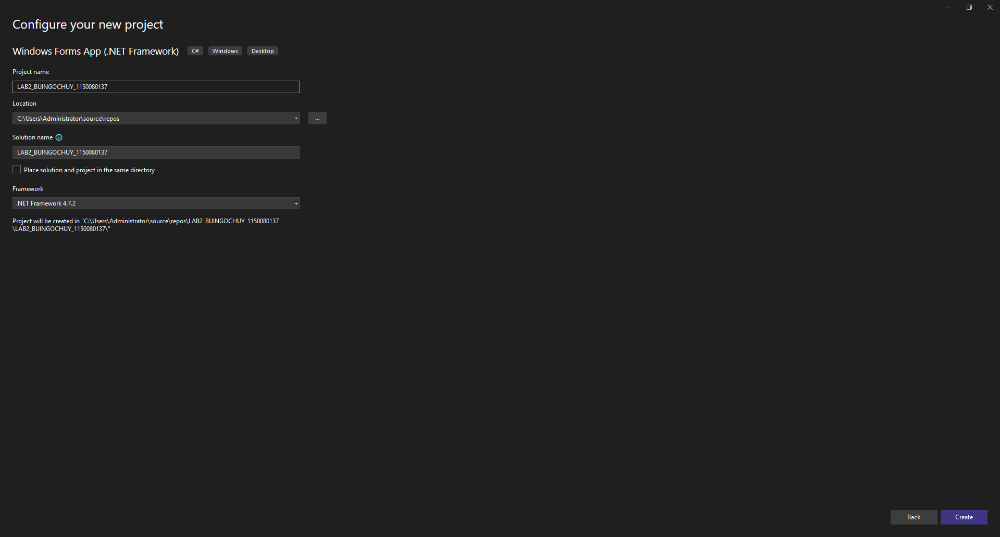 Configure your new project
Windows Forms App (.NET Framework) C# Windows Desktop
Project name
LAB2_BUINGOCHUY_1150080137
Location
C:\Users\Administrator\source\repos ...
Solution name
LAB2_BUINGOCHUY_1150080137
Place solution and project in the same directory
Framework
.NET Framework 4.7.2
Project will be created in "C:\Users\Administrator\source\repos\LAB2_BUINGOCHUY_1150080137
\LAB2_BUINGOCHUY_1150080137\"
Back Create